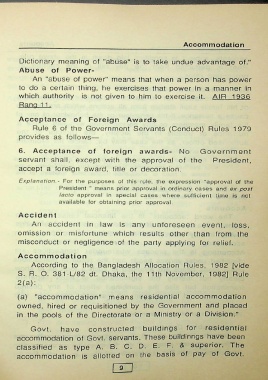 Accommodation
Dictionary meaning of "abuse" is to take undue advantage of."
Abuse of Power-
An "abuse of power" means that when a person has power
to do a certain thing, he exercises that power in a manner in
which authority is not given to him to exercise it. AIR 1936
Rang 11.
Acceptance of Foreign Awards
Rule 6 of the Government Servants (Conduct) Rules 1979
provides as follows—
6. Acceptance of foreign awards- No Government
servant shall, except with the approval of the President,
accept a foreign award, title or decoration.
Explanation - For the purposes of this rule, the expression "approval of the
President" means prior approval in ordinary cases and ex post
facto approval in special cases where sufficient time is not
available for obtaining prior approval
Accident
An accident in law is any unforeseen event, loss,
omission or misfortune which results other than from the
misconduct or negligence of the party applying for relief.
Accommodation
According to the Bangladesh Allocation Rules, 1982 [vide
S. R. O. 381-L/82 dt. Dhaka, the 11th November, 1982] Rule
2(a):
(a) "accommodation" means residential accommodation
owned, hired or requisitioned by the Government and placed
in the pools of the Directorate or a Ministry or a Division."
Govt. have constructed buildings for residential
accommodation of Govt. servants. These buildings have been
classified as type A, B, C, D, E, F, & superior. The
accommodation is allotted on the basis of pay of Govt.
9